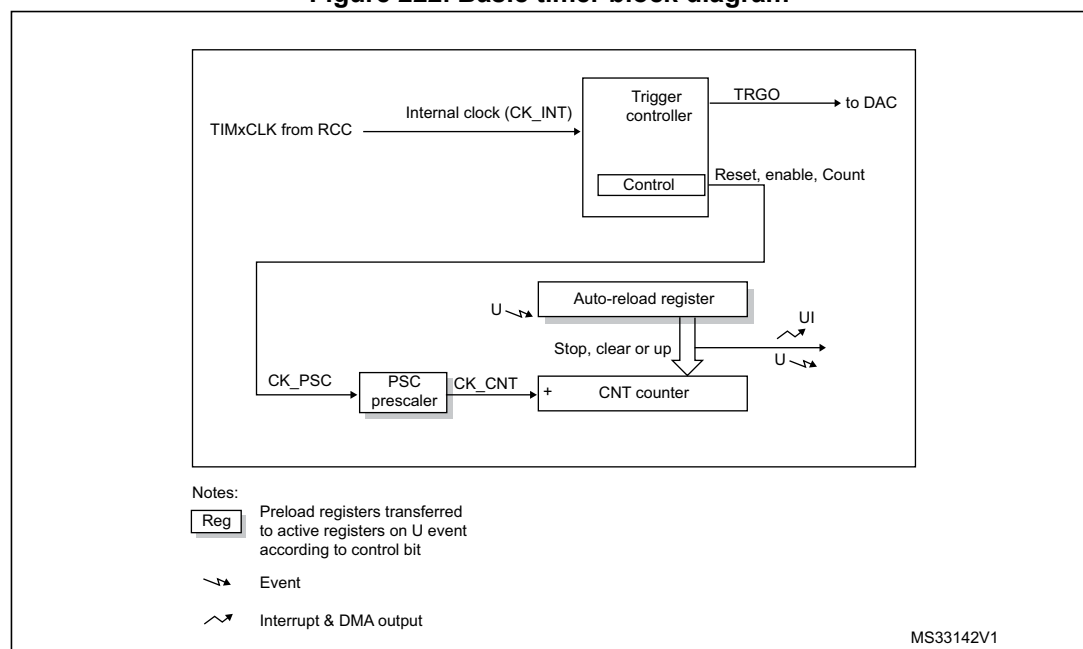 Figure 222. Basic timer block diagram
Trigger
controller
TRGO
to DAC
Internal clock (CK_INT)
TIMxCLK from RCC
Control
Reset, enable, Count
Auto-reload register
U
UI
Stop, clear or up
U
CK_PSC
PSC
prescaler
CK_CNT
+
CNT counter
Notes:
Reg
Preload registers transferred
to active registers on U event
according to control bit
Event
Interrupt & DMA output
MS33142V1